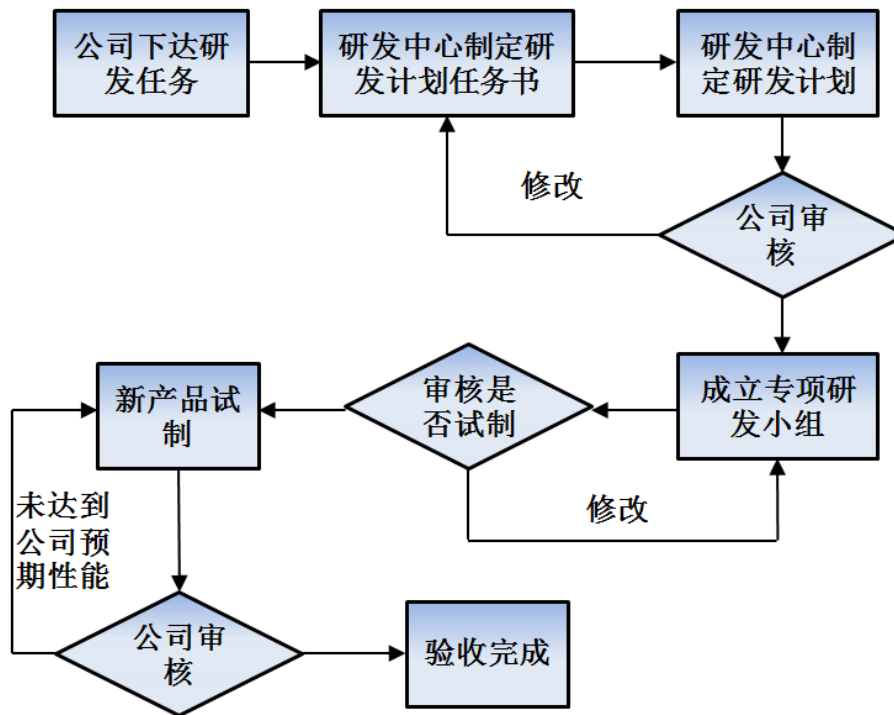 公司下达研
发任务
研发中心制定研
发计划任务书
研发中心制
定研发计划
修改
公司审
核
新产品试
制
审核是
否试制
成立专项研
发小组
未达到
公司预
期性能
修改
公司审
核
验收完成